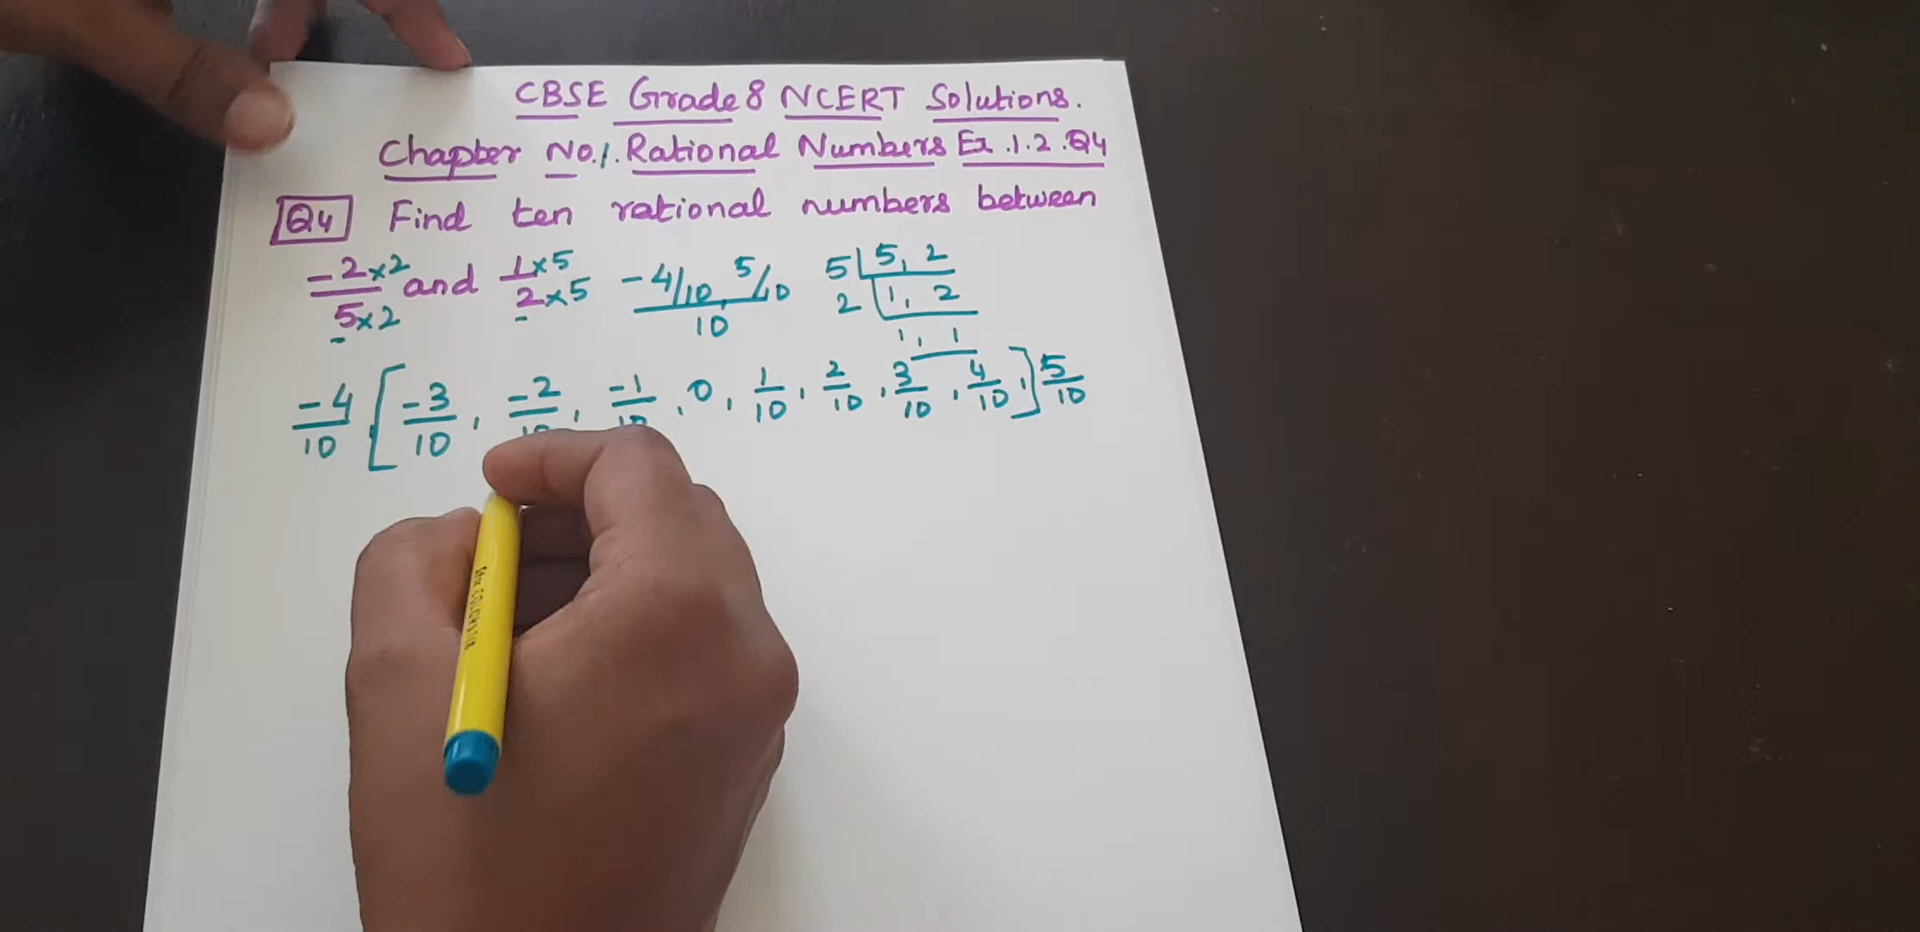 CBSE Grade 8 NCERT Solutions.
Chapter No.1. Rational Numbers Ex.1.2.Q4
Q4 Find ten rational numbers between
-2×2/5×2 and 1×5/2×5 -4/10, 5/10 5 | 5, 2
10 2 | 1, 2
1, 1
-4/10 [ -3/10, -2/10, -1/10, 0, 1/10, 2/10, 3/10, 4/10, ] 5/10